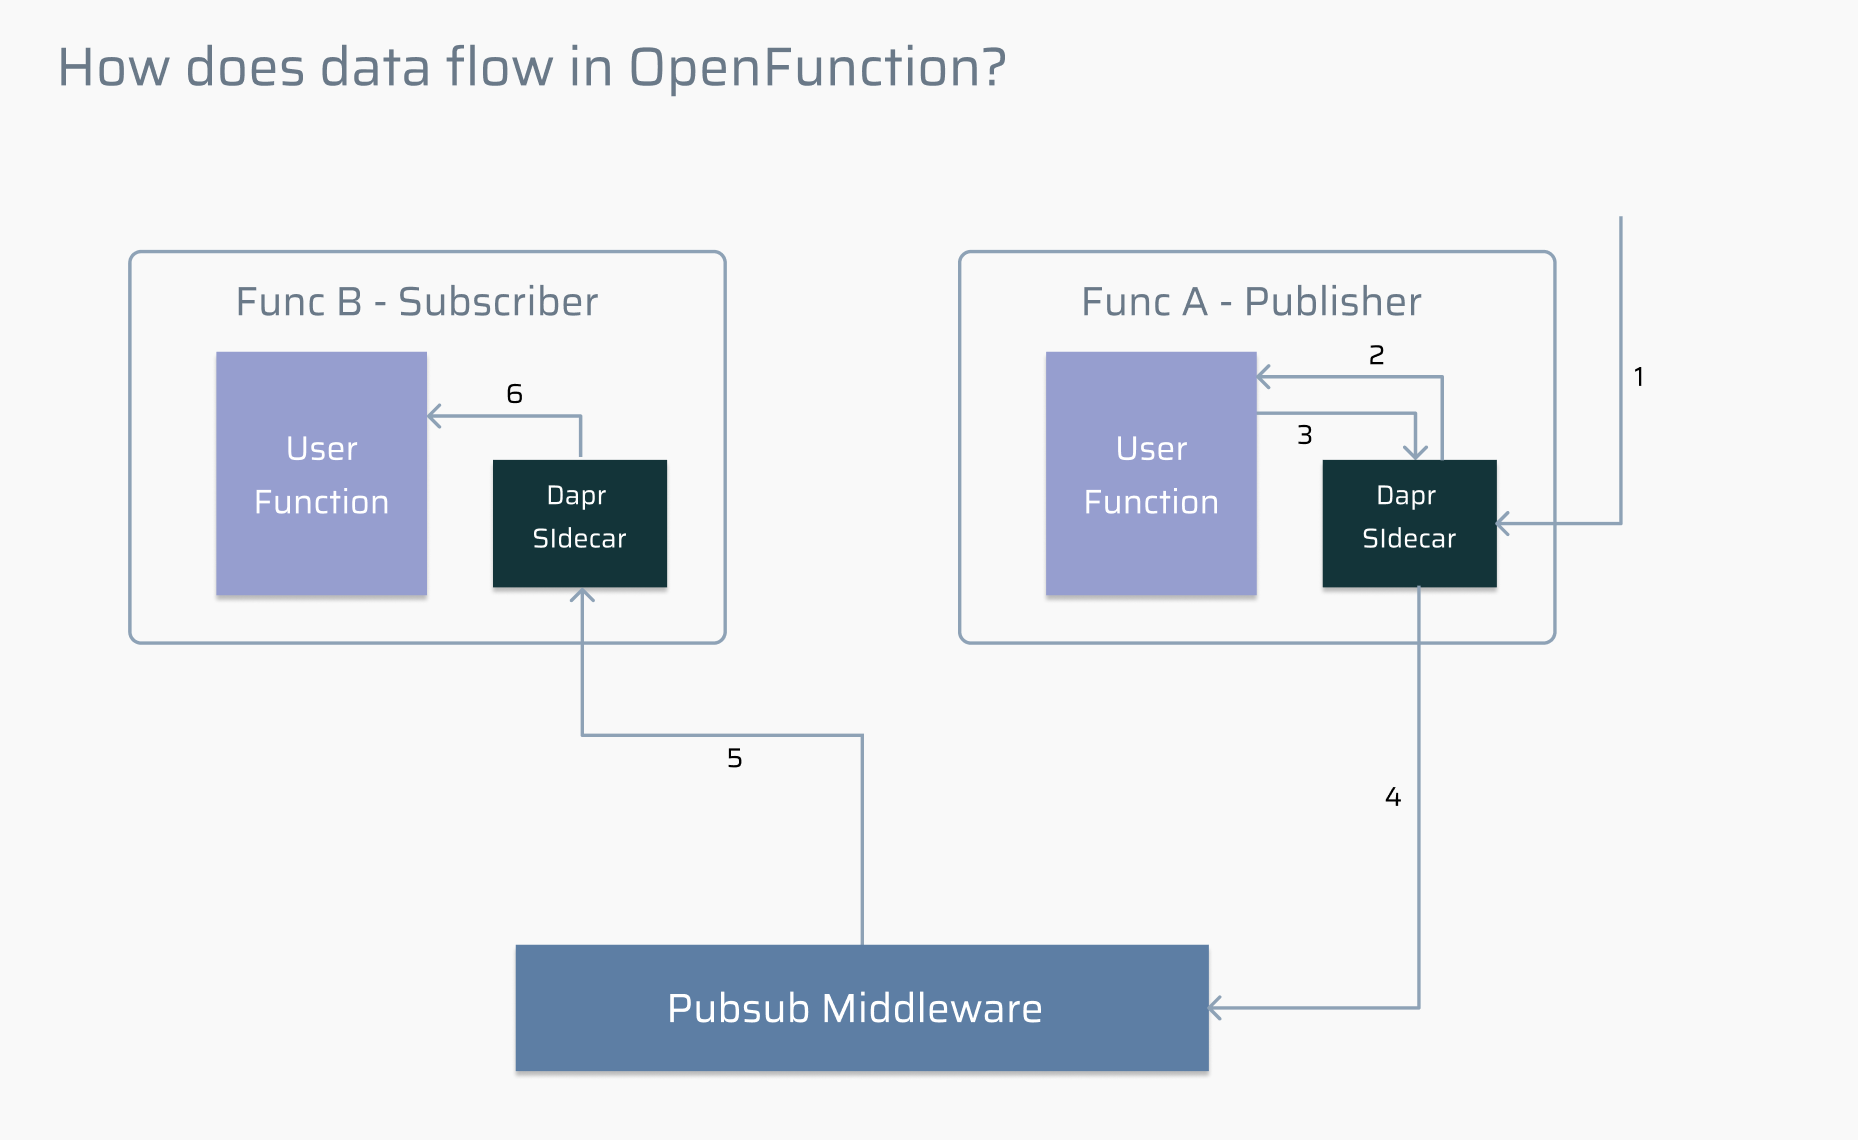 How does data flow in OpenFunction?
Func B - Subscriber
User
Function
6
Dapr
SIdecar
Func A - Publisher
User
Function
2
3
Dapr
SIdecar
1
5
4
Pubsub Middleware